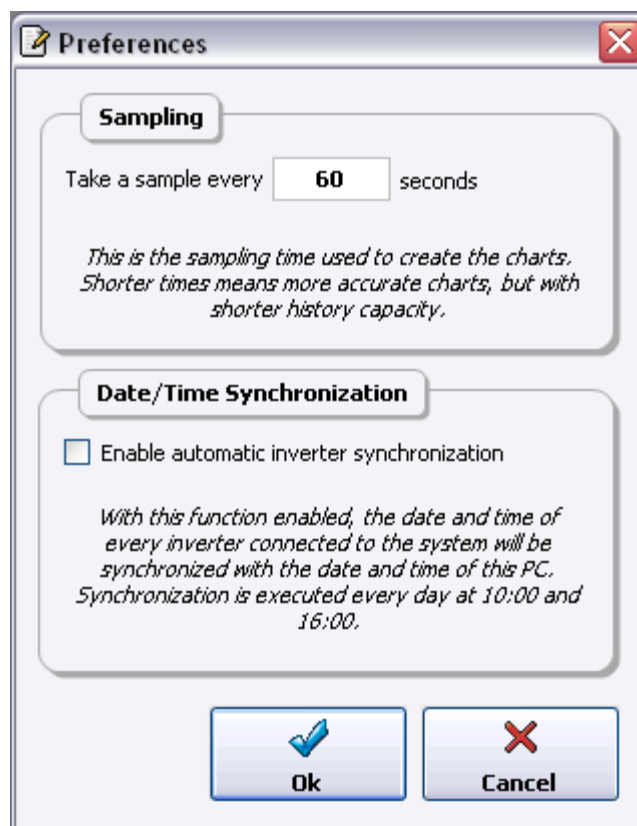 Preferences
Sampling
Take a sample every 60 seconds
This is the sampling time used to create the charts.
Shorter times means more accurate charts, but with
shorter history capacity.
Date/Time Synchronization
Enable automatic inverter synchronization
With this function enabled, the date and time of
every inverter connected to the system will be
synchronized with the date and time of this PC.
Synchronization is executed every day at 10:00 and
16:00.
Ok
Cancel